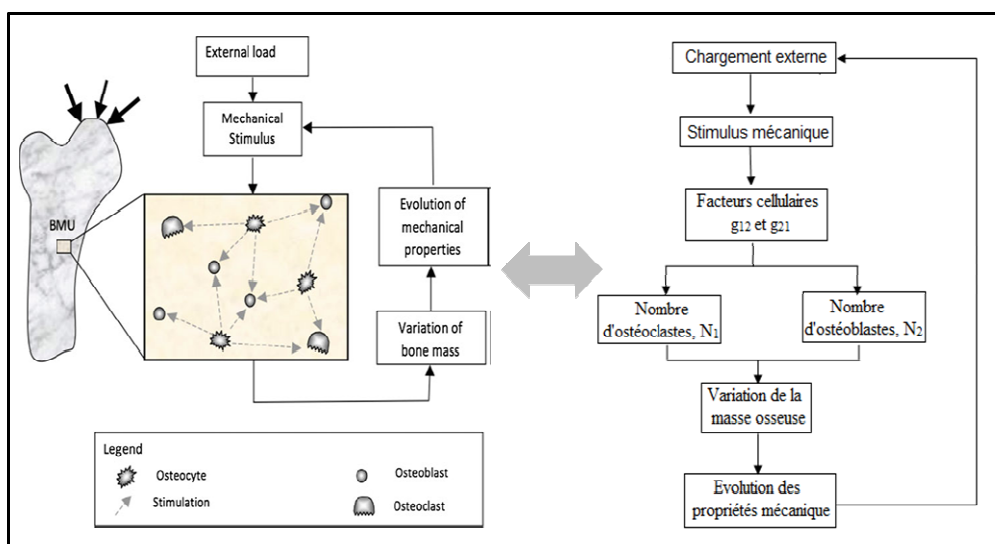 External load
Mechanical
Stimulus
BMU
Evolution of
mechanical
properties
Variation of
bone mass
Legend
Osteocyte
Stimulation
Osteoblast
Osteoclast
Chargement externe
Stimulus mécanique
Facteurs cellulaires
g12 et g21
Nombre
d'ostéoclastes, N1
Nombre
d'ostéoblastes, N2
Variation de la
masse osseuse
Evolution des
propriétés mécanique